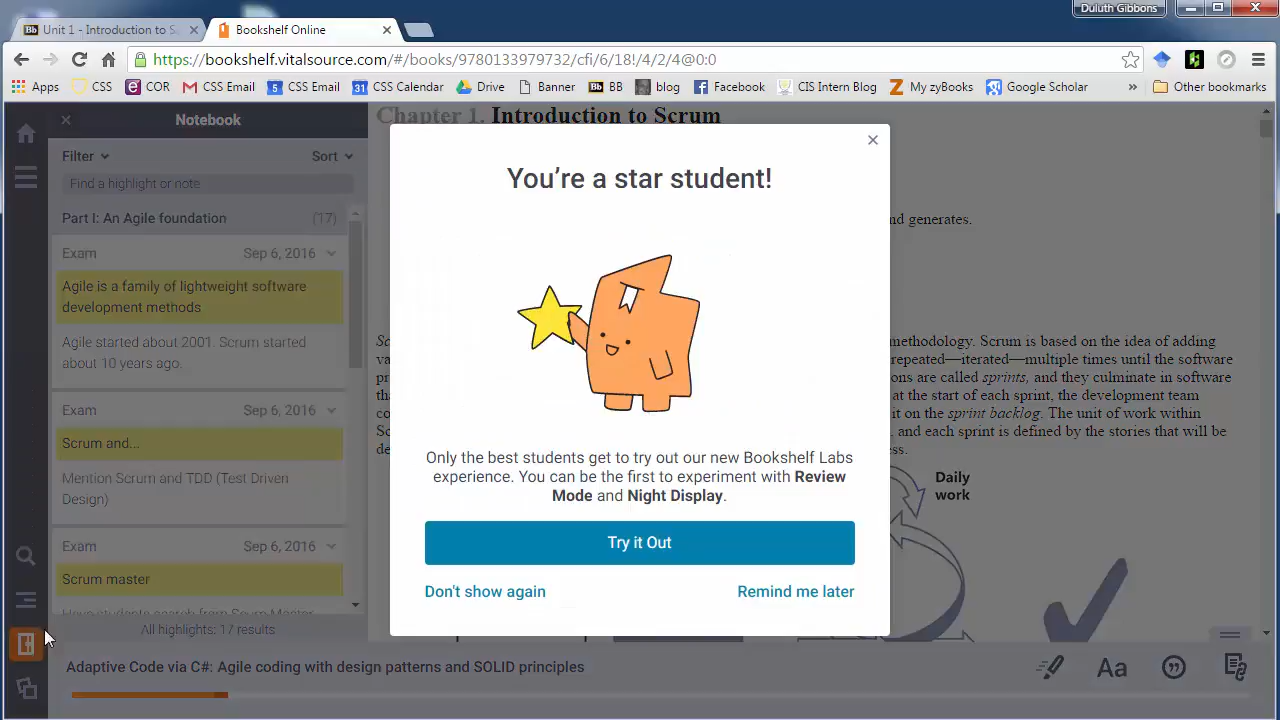 Duluth Gibbons
Unit 1 - Introduction to S
Bookshelf Online
https://bookshelf.vitalsource.com/#/books/9780133979732/cfi/6/18!/4/2/4@0:0
Apps CSS COR CSS Email CSS Email CSS Calendar Drive Banner BB blog Facebook CIS Intern Blog My zyBooks Google Scholar » Other bookmarks
Notebook
Filter Sort
Find a highlight or note
Part I: An Agile foundation (17)
Exam Sep 6, 2016
Agile is a family of lightweight software
development methods
Agile started about 2001. Scrum started
about 10 years ago.
Exam Sep 6, 2016
Scrum and...
Mention Scrum and TDD (Test Driven
Design)
Exam Sep 6, 2016
Scrum master
All highlights: 17 results
Chapter 1. Introduction to Scrum
nd generates.
methodology. Scrum is based on the idea of adding
repeated—iterated—multiple times until the software
ons are called sprints, and they culminate in software
at the start of each sprint, the development team
it on the sprint backlog. The unit of work within
, and each sprint is defined by the stories that will be
ess.
Daily
work
You're a star student!
Only the best students get to try out our new Bookshelf Labs
experience. You can be the first to experiment with Review
Mode and Night Display.
Try it Out
Don't show again Remind me later
Adaptive Code via C#: Agile coding with design patterns and SOLID principles
Aa